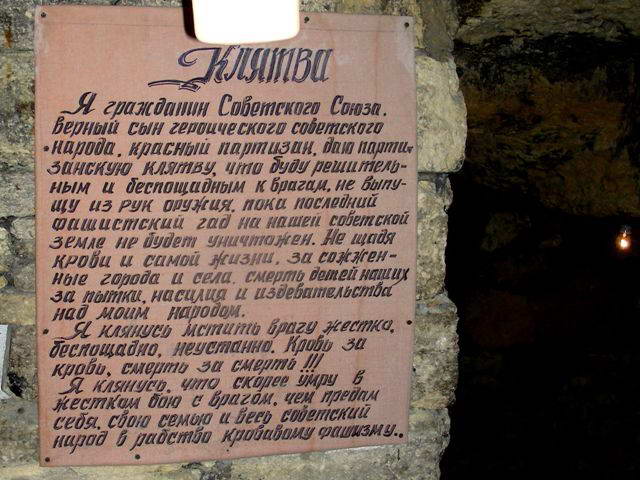 Клятва
Я гражданин Советского Союза,
верный сын героического советского
народа, красный партизан, даю парти-
занскую клятву, что буду решитель-
ным и беспощадным к врагам, не выпу-
щу из рук оружия, пока последний
фашистский гад на нашей советской
земле не будет уничтожен. Не щадя
крови и самой жизни, за сожжен-
ные города и села, смерть детей наших,
за пытки, насилия и издевательства
над моим народом.
Я клянусь мстить врагу жестко,
беспощадно, неустанно. Кровь за
кровь, смерть за смерть!!!
Я клянусь, что скорее умру в
жестком бою с врагом, чем предам
себя, свою семью и весь советский
народ в рабство кровавому фашизму..